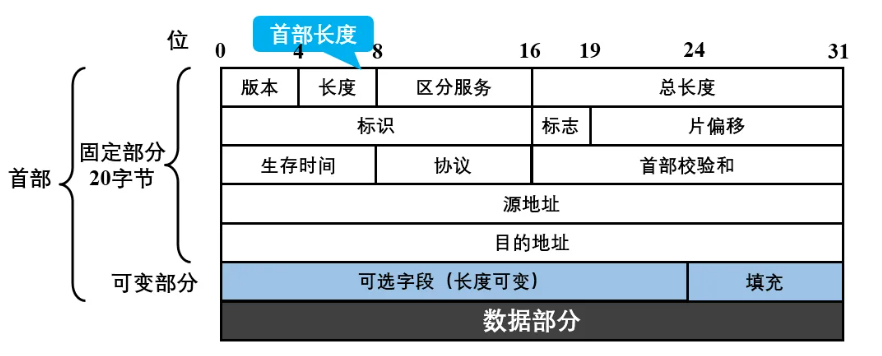 首部长度
位 0 4 8 16 19 24 31
版本 长度 区分服务 总长度
标识 标志 片偏移
固定部分
20字节
首部
生存时间 协议 首部校验和
源地址
目的地址
可变部分 可选字段（长度可变） 填充
数据部分